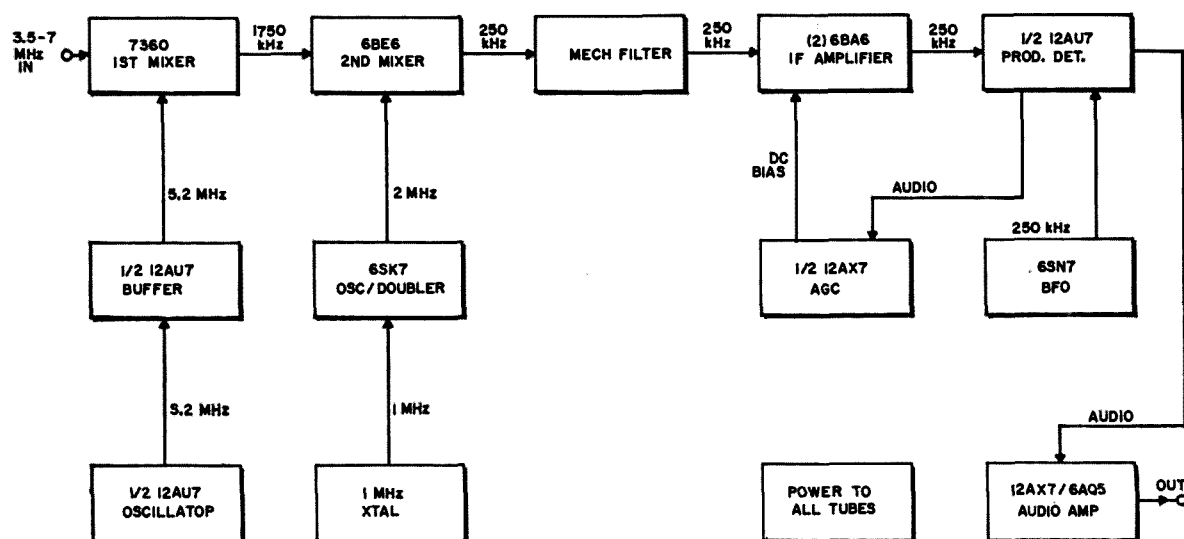 3.5-7
MHz
IN
7360
1ST MIXER
1750
kHz
6BE6
2ND MIXER
250
kHz
MECH FILTER
250
kHz
(2) 6BA6
IF AMPLIFIER
250
kHz
1/2 12AU7
PROD. DET.
5.2 MHz
2 MHz
DC
BIAS
AUDIO
1/2 12AU7
BUFFER
6SK7
OSC/DOUBLER
1/2 12AX7
AGC
250 kHz
6SN7
BFO
5.2 MHz
1 MHz
AUDIO
1/2 12AU7
OSCILLATOP
1 MHz
XTAL
POWER TO
ALL TUBES
12AX7/6AQ5
AUDIO AMP
OUT